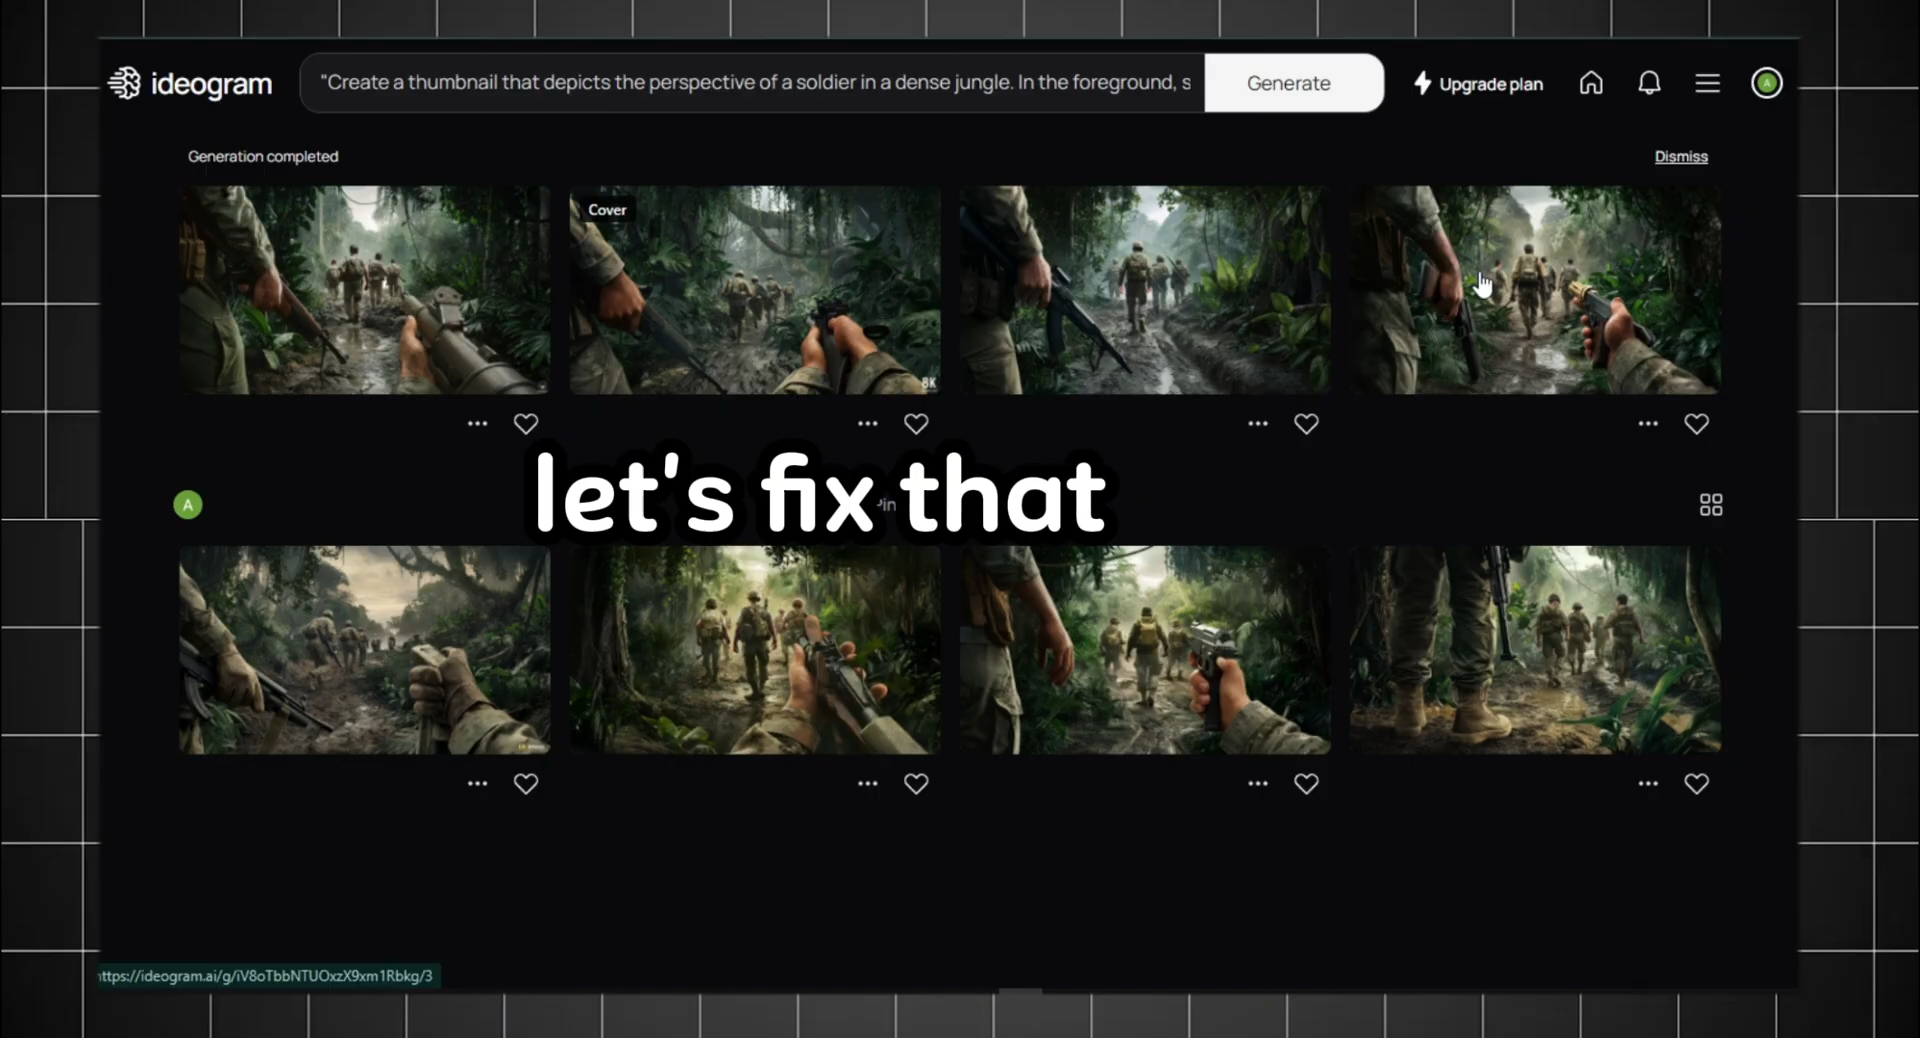 ideogram
"Create a thumbnail that depicts the perspective of a soldier in a dense jungle. In the foreground, s
Generate
Upgrade plan
A
Generation completed
Dismiss
Cover
8K
let's fix that
A
in
ttps://ideogram.ai/g/iV8oTbbNTUOxzX9xm1Rbkg/3